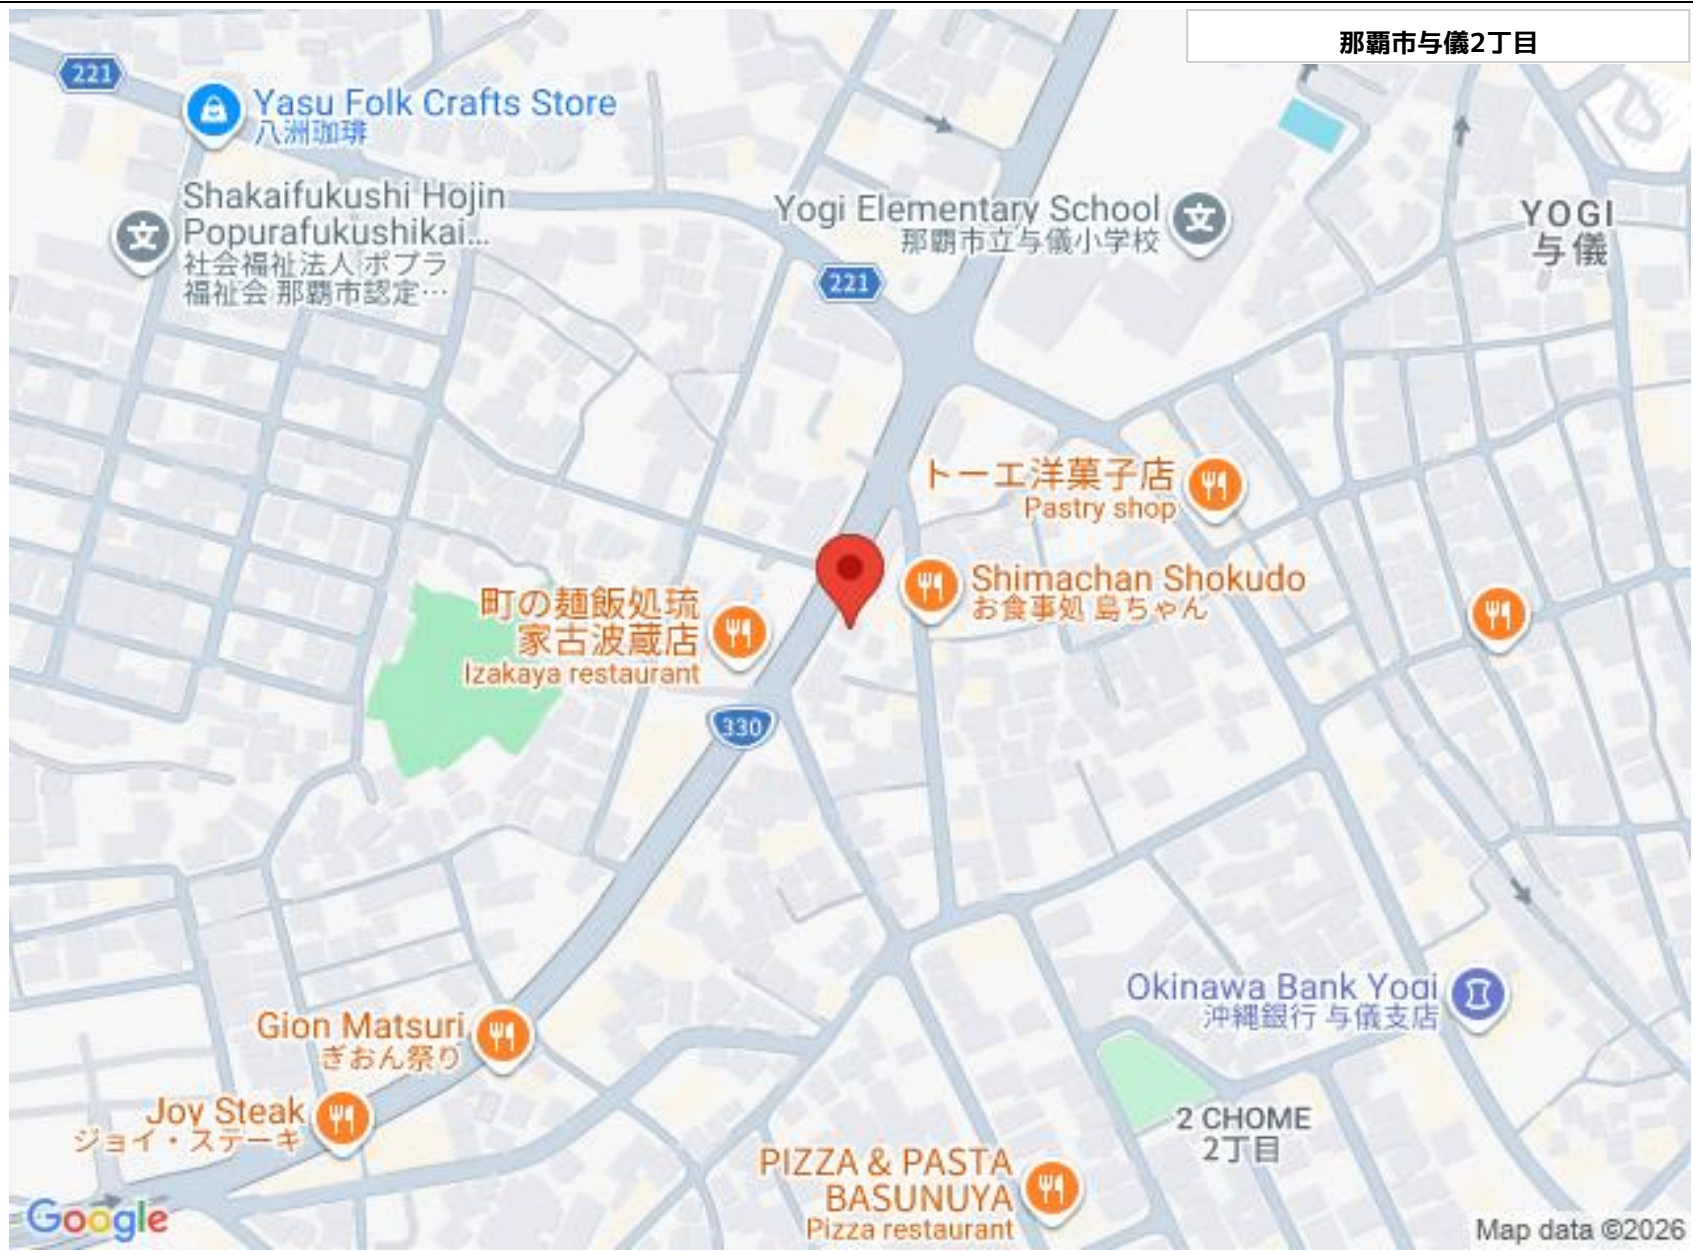 那覇市与儀2丁目
221
Yasu Folk Crafts Store
八洲珈琲
Shakaifukushi Hojin
Popurafukushikai...
社会福祉法人 ポプラ
福祉会 那覇市認定…
Yogi Elementary School
那覇市立与儀小学校
YOGI
与儀
221
トーエ洋菓子店
Pastry shop
Shimachan Shokudo
お食事処 島ちゃん
町の麺飯処琉
家古波蔵店
Izakaya restaurant
330
Okinawa Bank Yogi
沖縄銀行 与儀支店
Gion Matsuri
ぎおん祭り
Joy Steak
ジョイ・ステーキ
2 CHOME
2丁目
PIZZA & PASTA
BASUNUYA
Pizza restaurant
Google
Map data ©2026